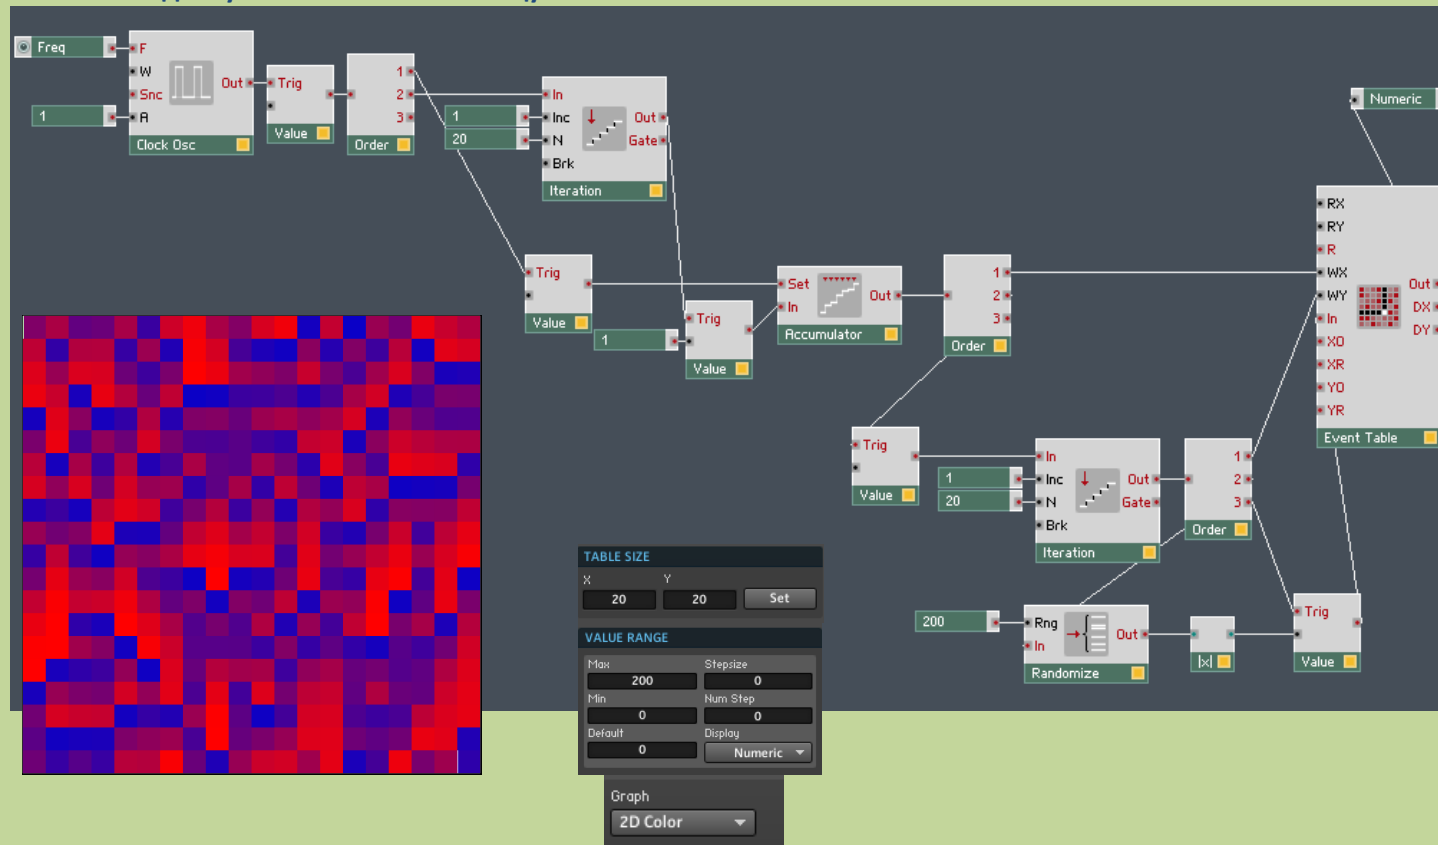 Freq
F
W
Snc
A
Out
Clock Osc
1
Trig
Value
1
2
3
Order
1
20
In
Inc
N
Brk
Out
Gate
Iteration
Numeric
Trig
Value
1
Trig
Value
Set
In
Out
Accumulator
1
2
3
Order
RX
RY
R
WX
WY
In
XO
XR
YO
YR
Out
DX
DY
Event Table
Trig
Value
1
20
In
Inc
N
Brk
Out
Gate
Iteration
1
2
3
Order
200
Rng
In
Out
Randomize
|x|
Trig
Value
TABLE SIZE
X Y
20 20 Set
VALUE RANGE
Max Stepsize
200 0
Min Num Step
0 0
Default Display
0 Numeric
Graph
2D Color